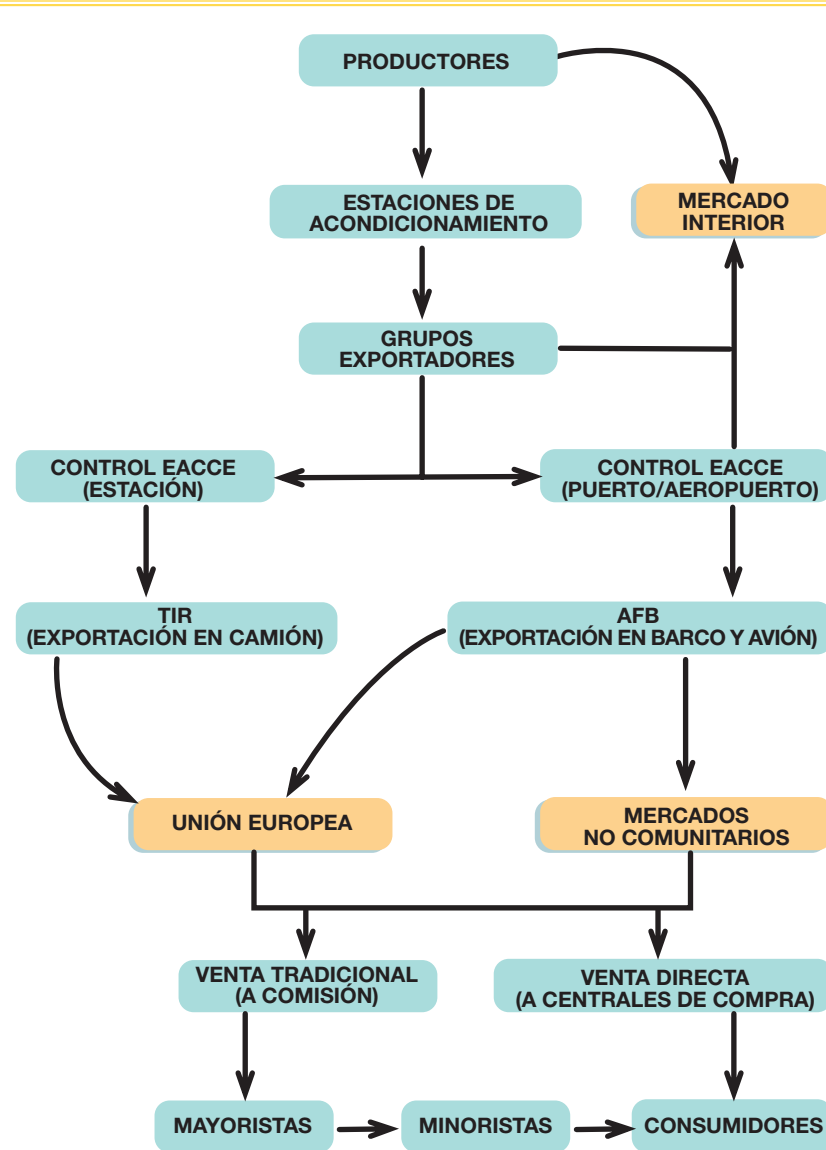 PRODUCTORES
ESTACIONES DE
ACONDICIONAMIENTO
MERCADO
INTERIOR
GRUPOS
EXPORTADORES
CONTROL EACCE
(ESTACIÓN)
CONTROL EACCE
(PUERTO/AEROPUERTO)
TIR
(EXPORTACIÓN EN CAMIÓN)
AFB
(EXPORTACIÓN EN BARCO Y AVIÓN)
UNIÓN EUROPEA
MERCADOS
NO COMUNITARIOS
VENTA TRADICIONAL
(A COMISIÓN)
VENTA DIRECTA
(A CENTRALES DE COMPRA)
MAYORISTAS
MINORISTAS
CONSUMIDORES